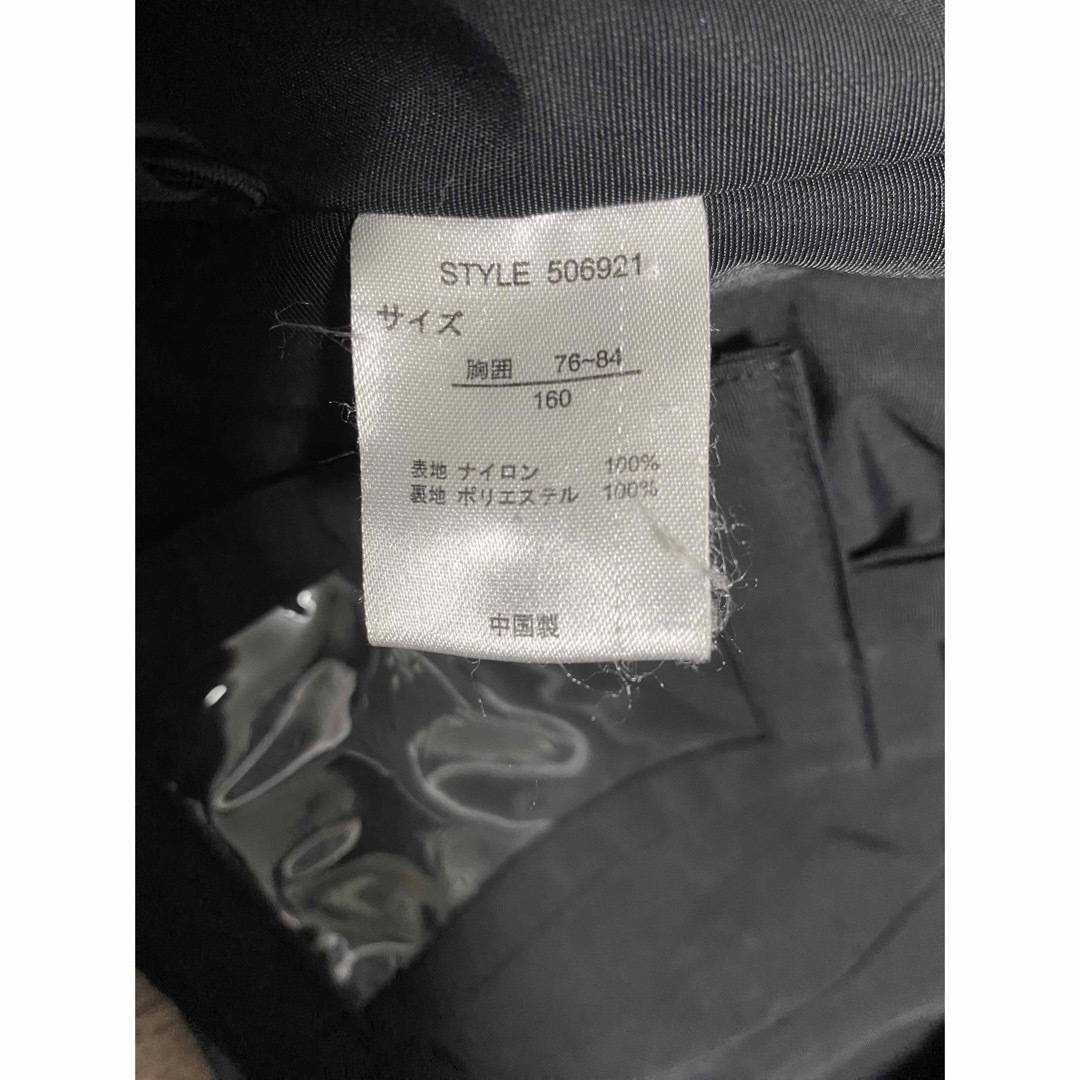 STYLE 506921
サイズ
胸囲 76~84
160
表地 ナイロン 100%
裏地 ポリエステル 100%
中国製